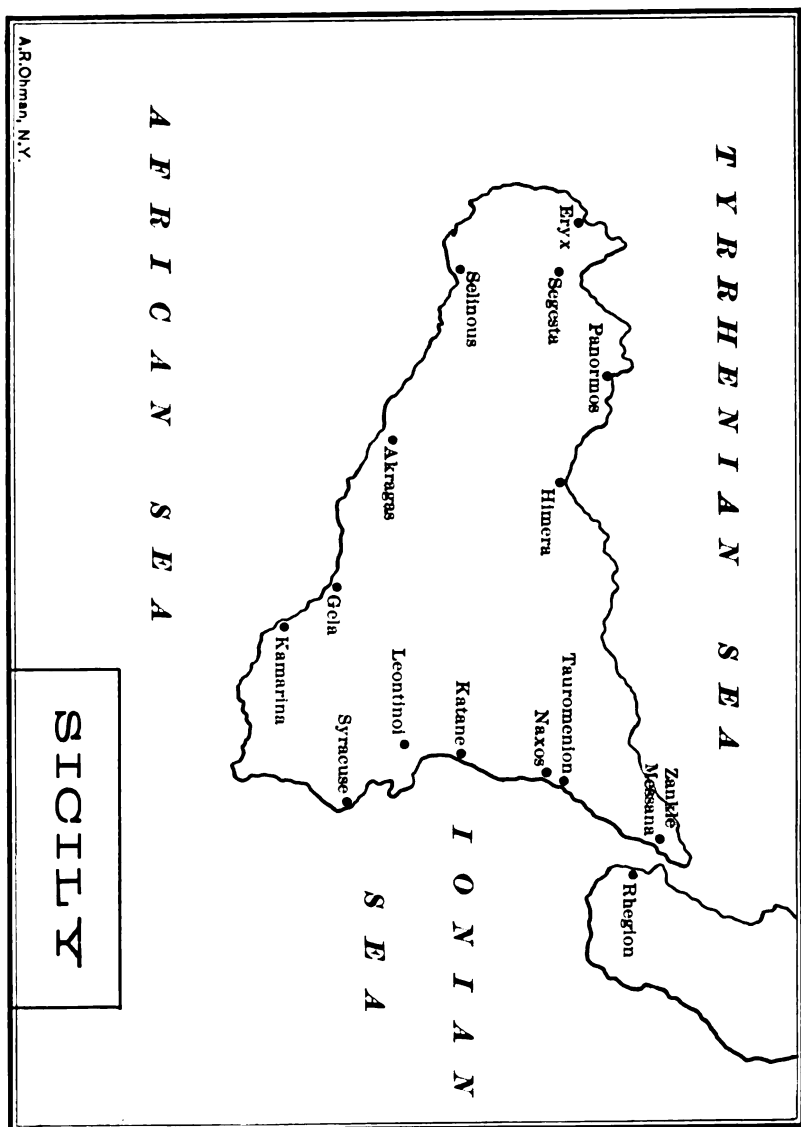 TYRRHENIAN SEA
Zankle
Messana
Rhegion
Panormos
Eryx
Segesta
Himera
Tauromenion
Naxos
Selinous
Katane
Akragas
Leontinoi
Gela
Syracuse
Kamarina
IONIAN
SEA
AFRICAN SEA
SICILY
A.R.Ohman, N.Y.